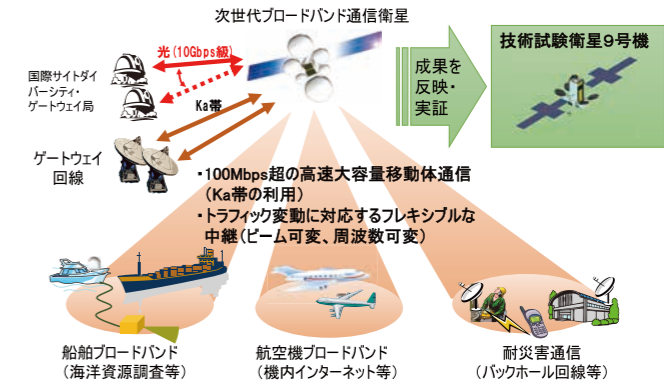 次世代ブロードバンド通信衛星
光(10Gbps級)
国際サイトダイ
バーシティ・
ゲートウェイ局
Ka帯
ゲートウェイ
回線
成果を
反映・
実証
技術試験衛星9号機
・100Mbps超の高速大容量移動体通信
（Ka帯の利用）
・トラフィック変動に対応するフレキシブルな
中継（ビーム可変、周波数可変）
船舶ブロードバンド
（海洋資源調査等）
航空機ブロードバンド
（機内インターネット等）
耐災害通信
（バックホール回線等）